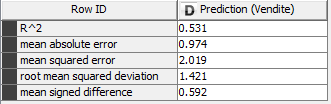 Row ID D Prediction (Vendite)
R^2 0.531
mean absolute error 0.974
mean squared error 2.019
root mean squared deviation 1.421
mean signed difference 0.592